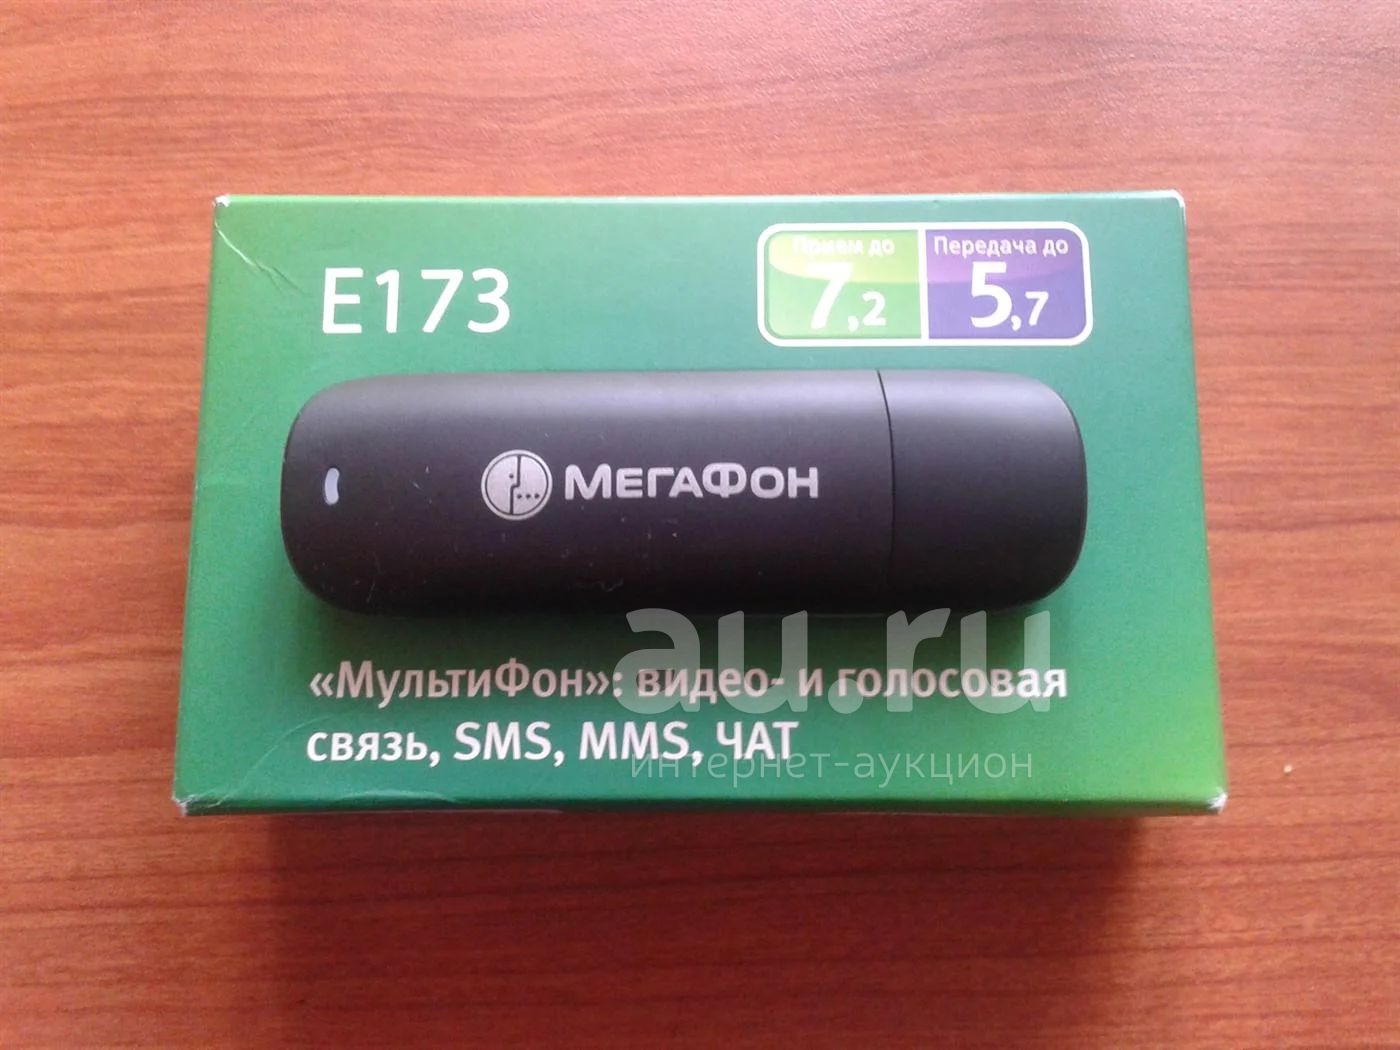 E173
Прием до
7,2
Передача до
5,7
МЕГАФОН
«МультиФон»: видео- и голосовая
связь, SMS, MMS, ЧАТ
au.ru
интернет-аукцион